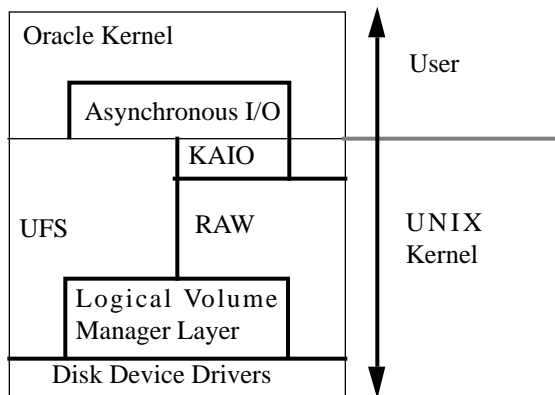 Oracle Kernel
User
Asynchronous I/O
KAIO
UFS
RAW
UNIX
Kernel
Logical Volume
Manager Layer
Disk Device Drivers